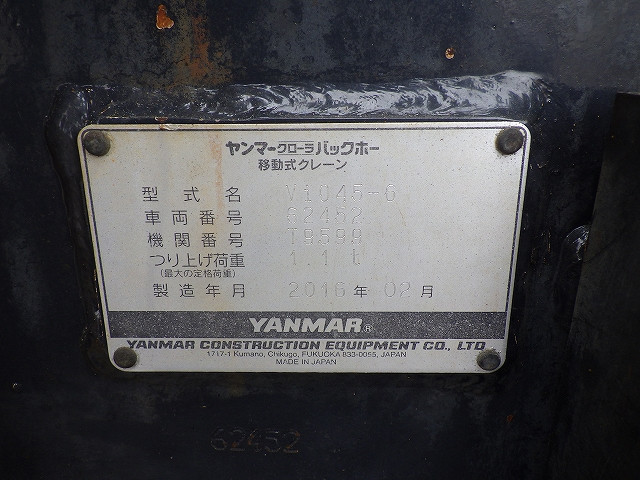 ヤンマークローラバックホー
移動式クレーン
型式名 ViO45-6
車両番号 62452
機関番号 T9599
つり上げ荷重 1.1t
(最大の定格荷重)
製造年月 2016年02月
YANMAR®
YANMAR CONSTRUCTION EQUIPMENT CO., LTD
1717-1 Kumano, Chikugo, FUKUOKA 833-0055, JAPAN
MADE IN JAPAN
62452